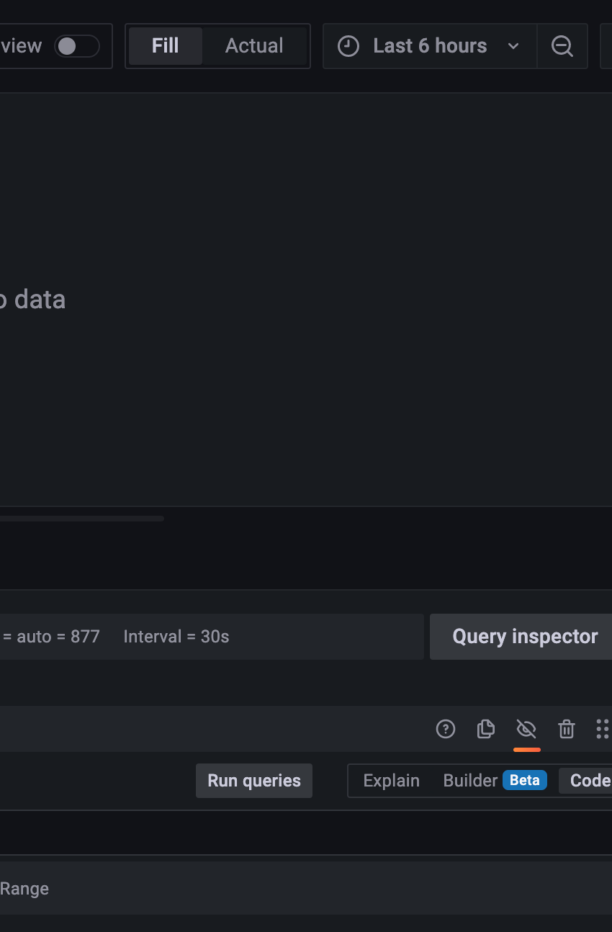 view Fill Actual Last 6 hours
o data
= auto = 877 Interval = 30s Query inspector
Run queries Explain Builder Beta Code
Range